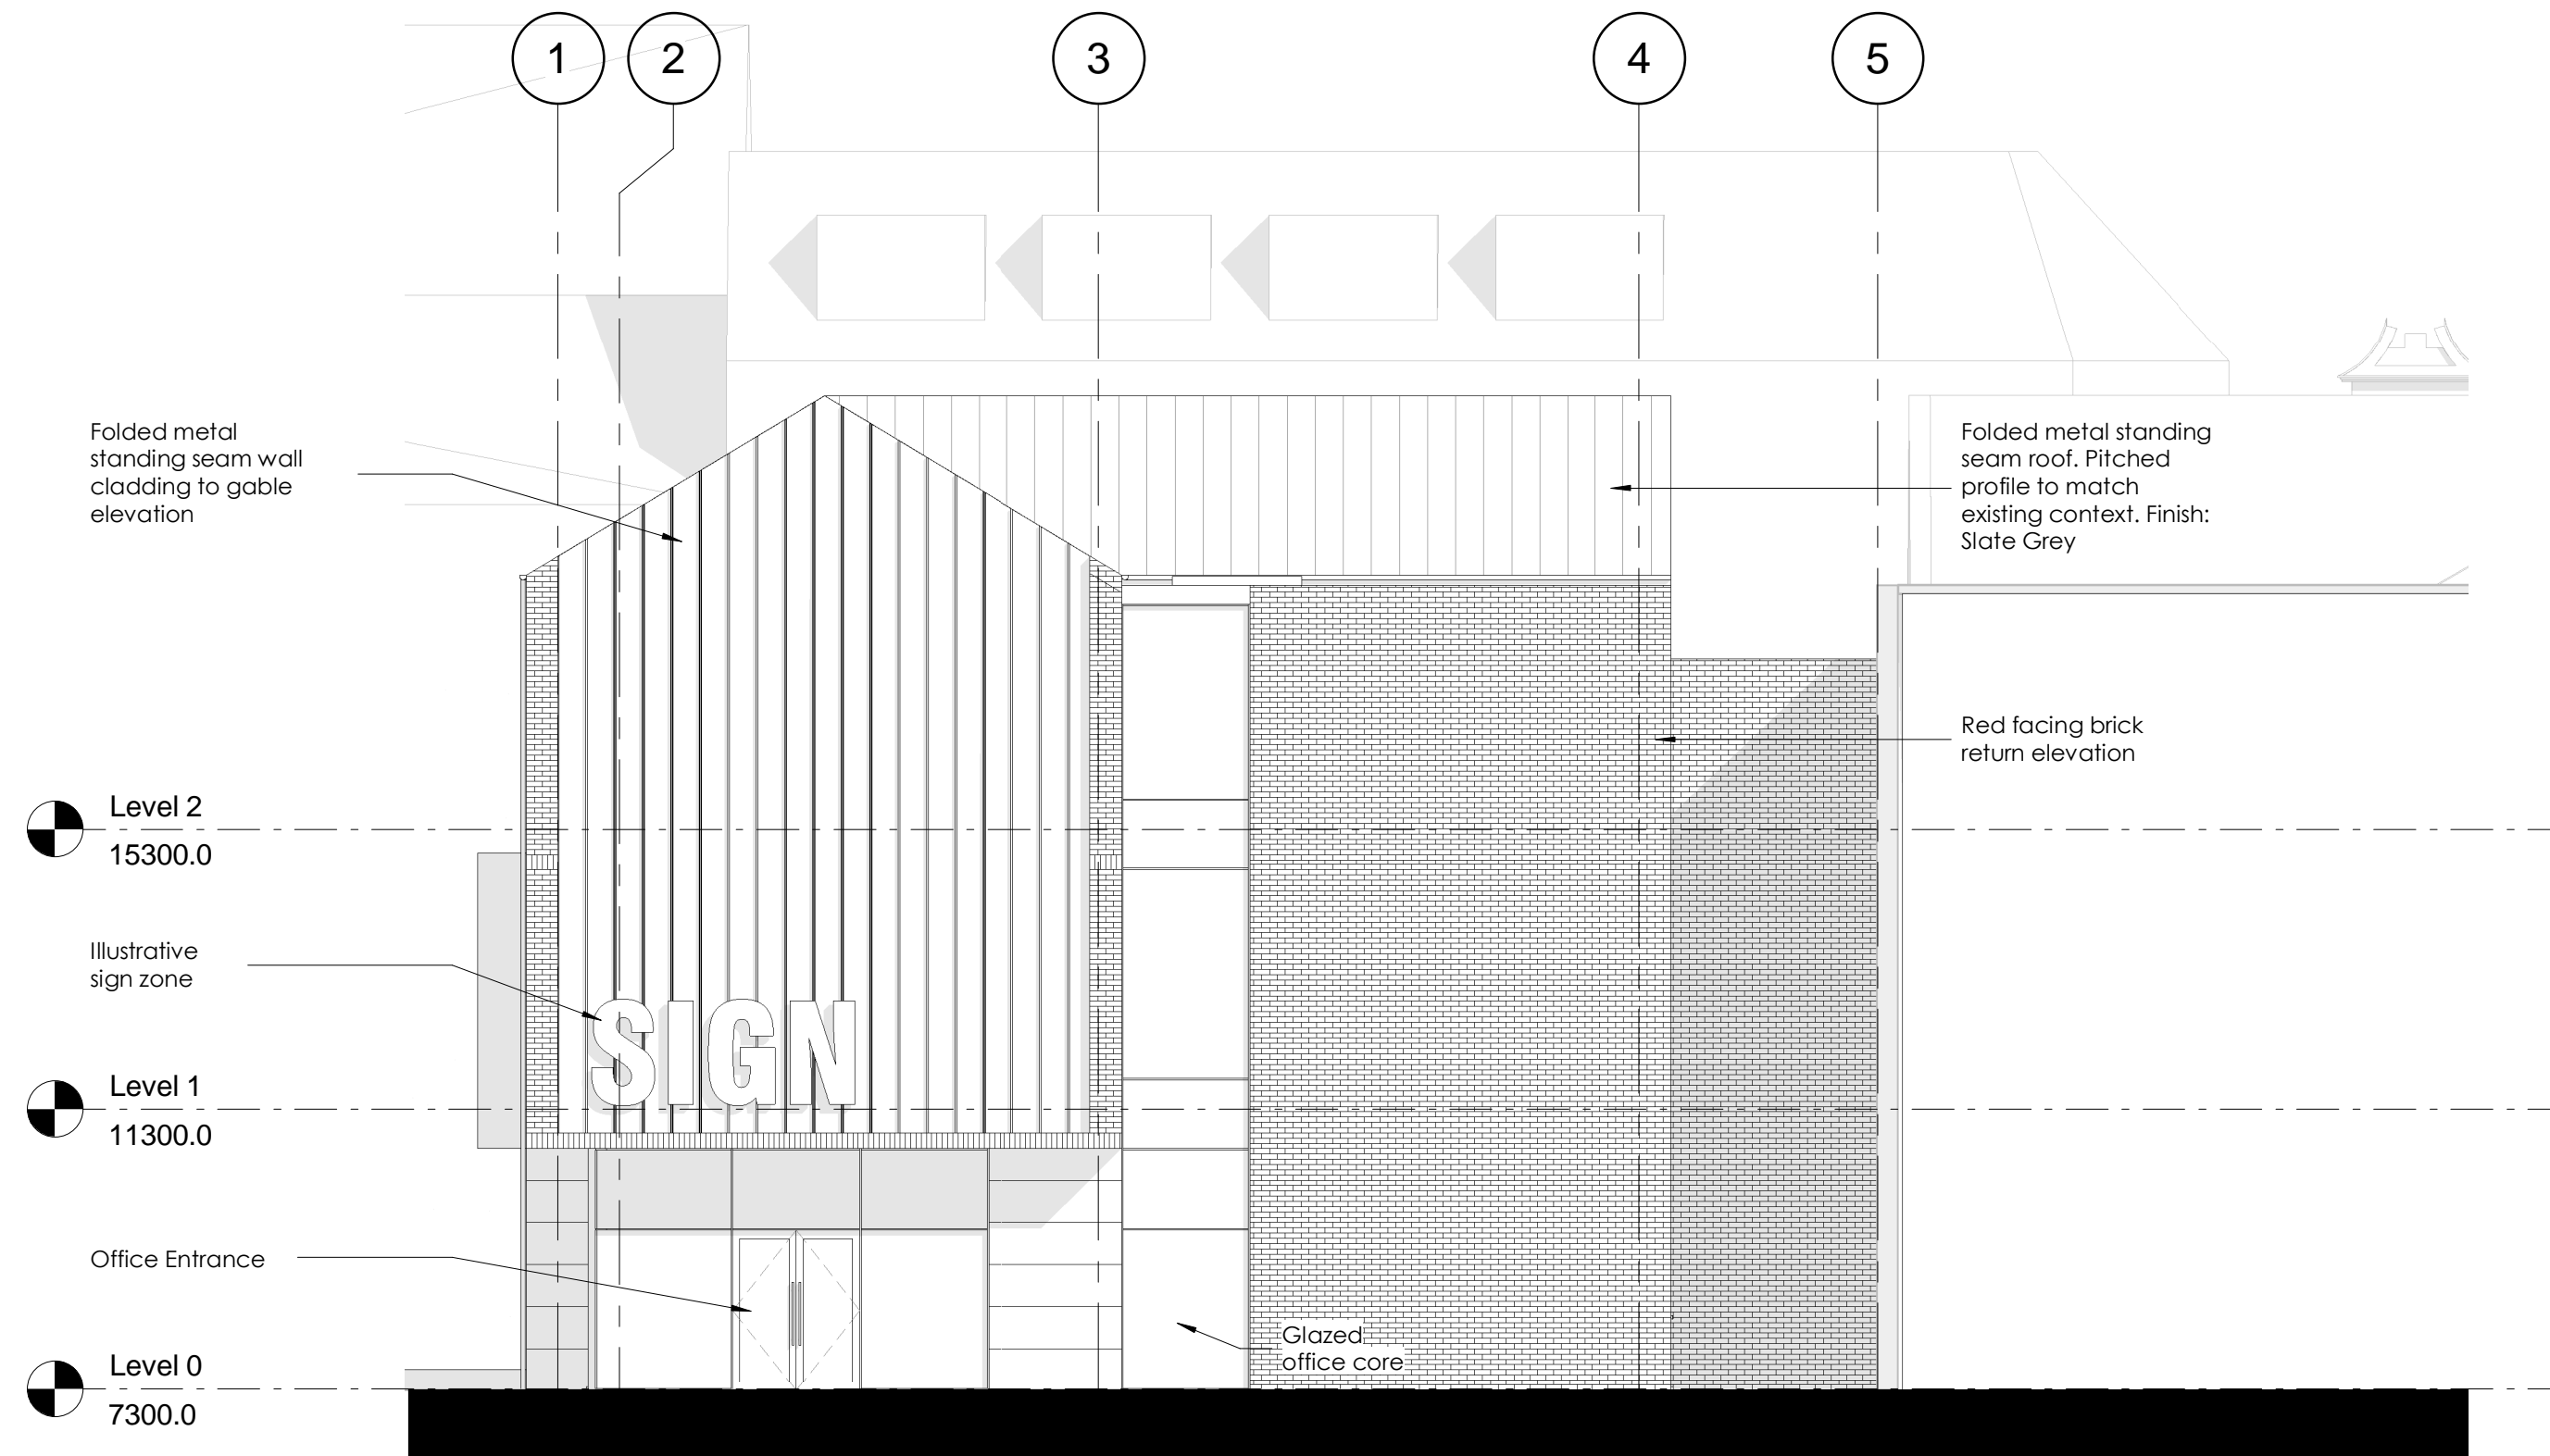 1
2
3
4
5
Folded metal
standing seam wall
cladding to gable
elevation
Folded metal standing
seam roof. Pitched
profile to match
existing context. Finish:
Slate Grey
Red facing brick
return elevation
Level 2
15300.0
Illustrative
sign zone
SIGN
Level 1
11300.0
Office Entrance
Glazed
office core
Level 0
7300.0